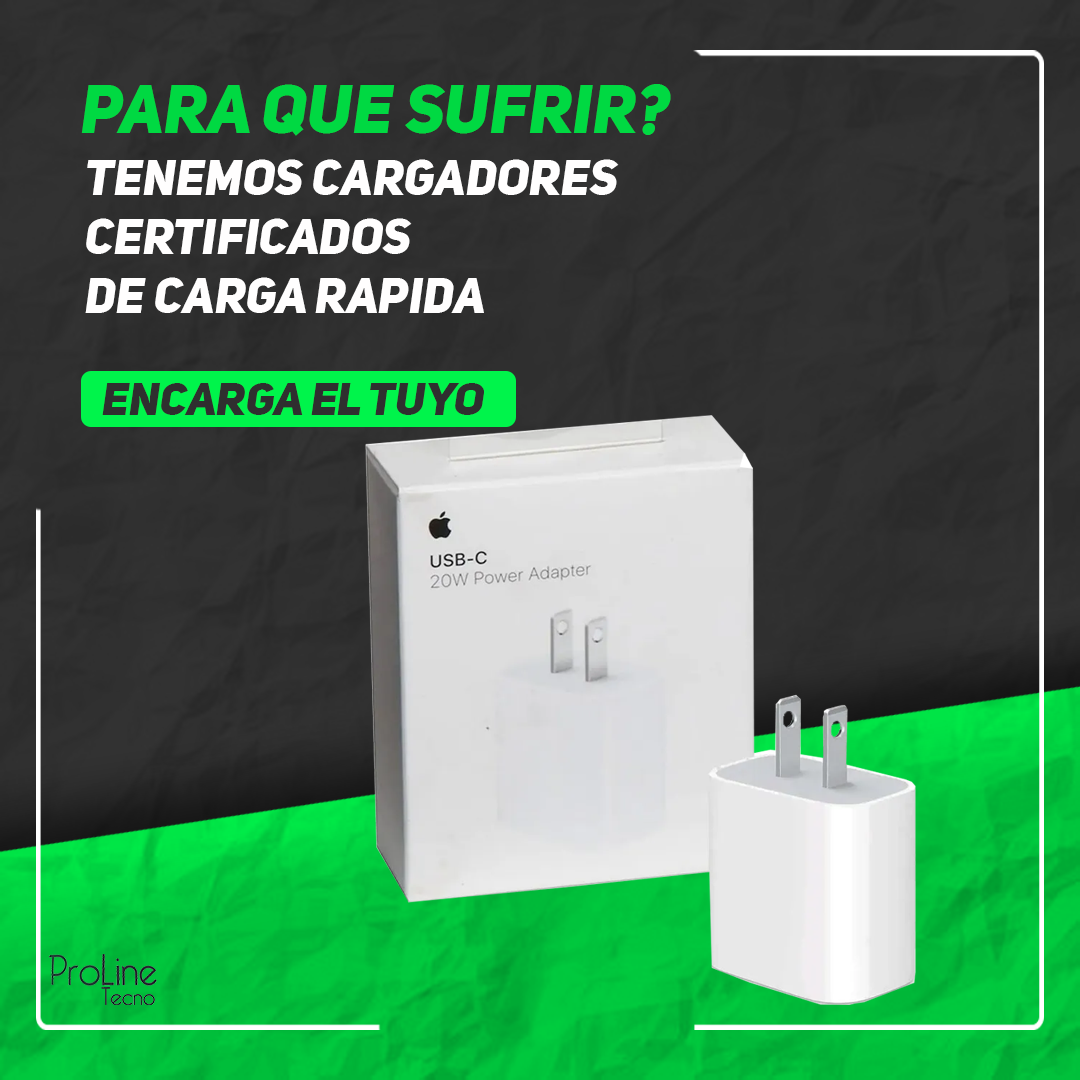 PARA QUE SUFRIR?
TENEMOS CARGADORES
CERTIFICADOS
DE CARGA RAPIDA
ENCARGA EL TUYO
USB-C
20W Power Adapter
ProLine
Tecno